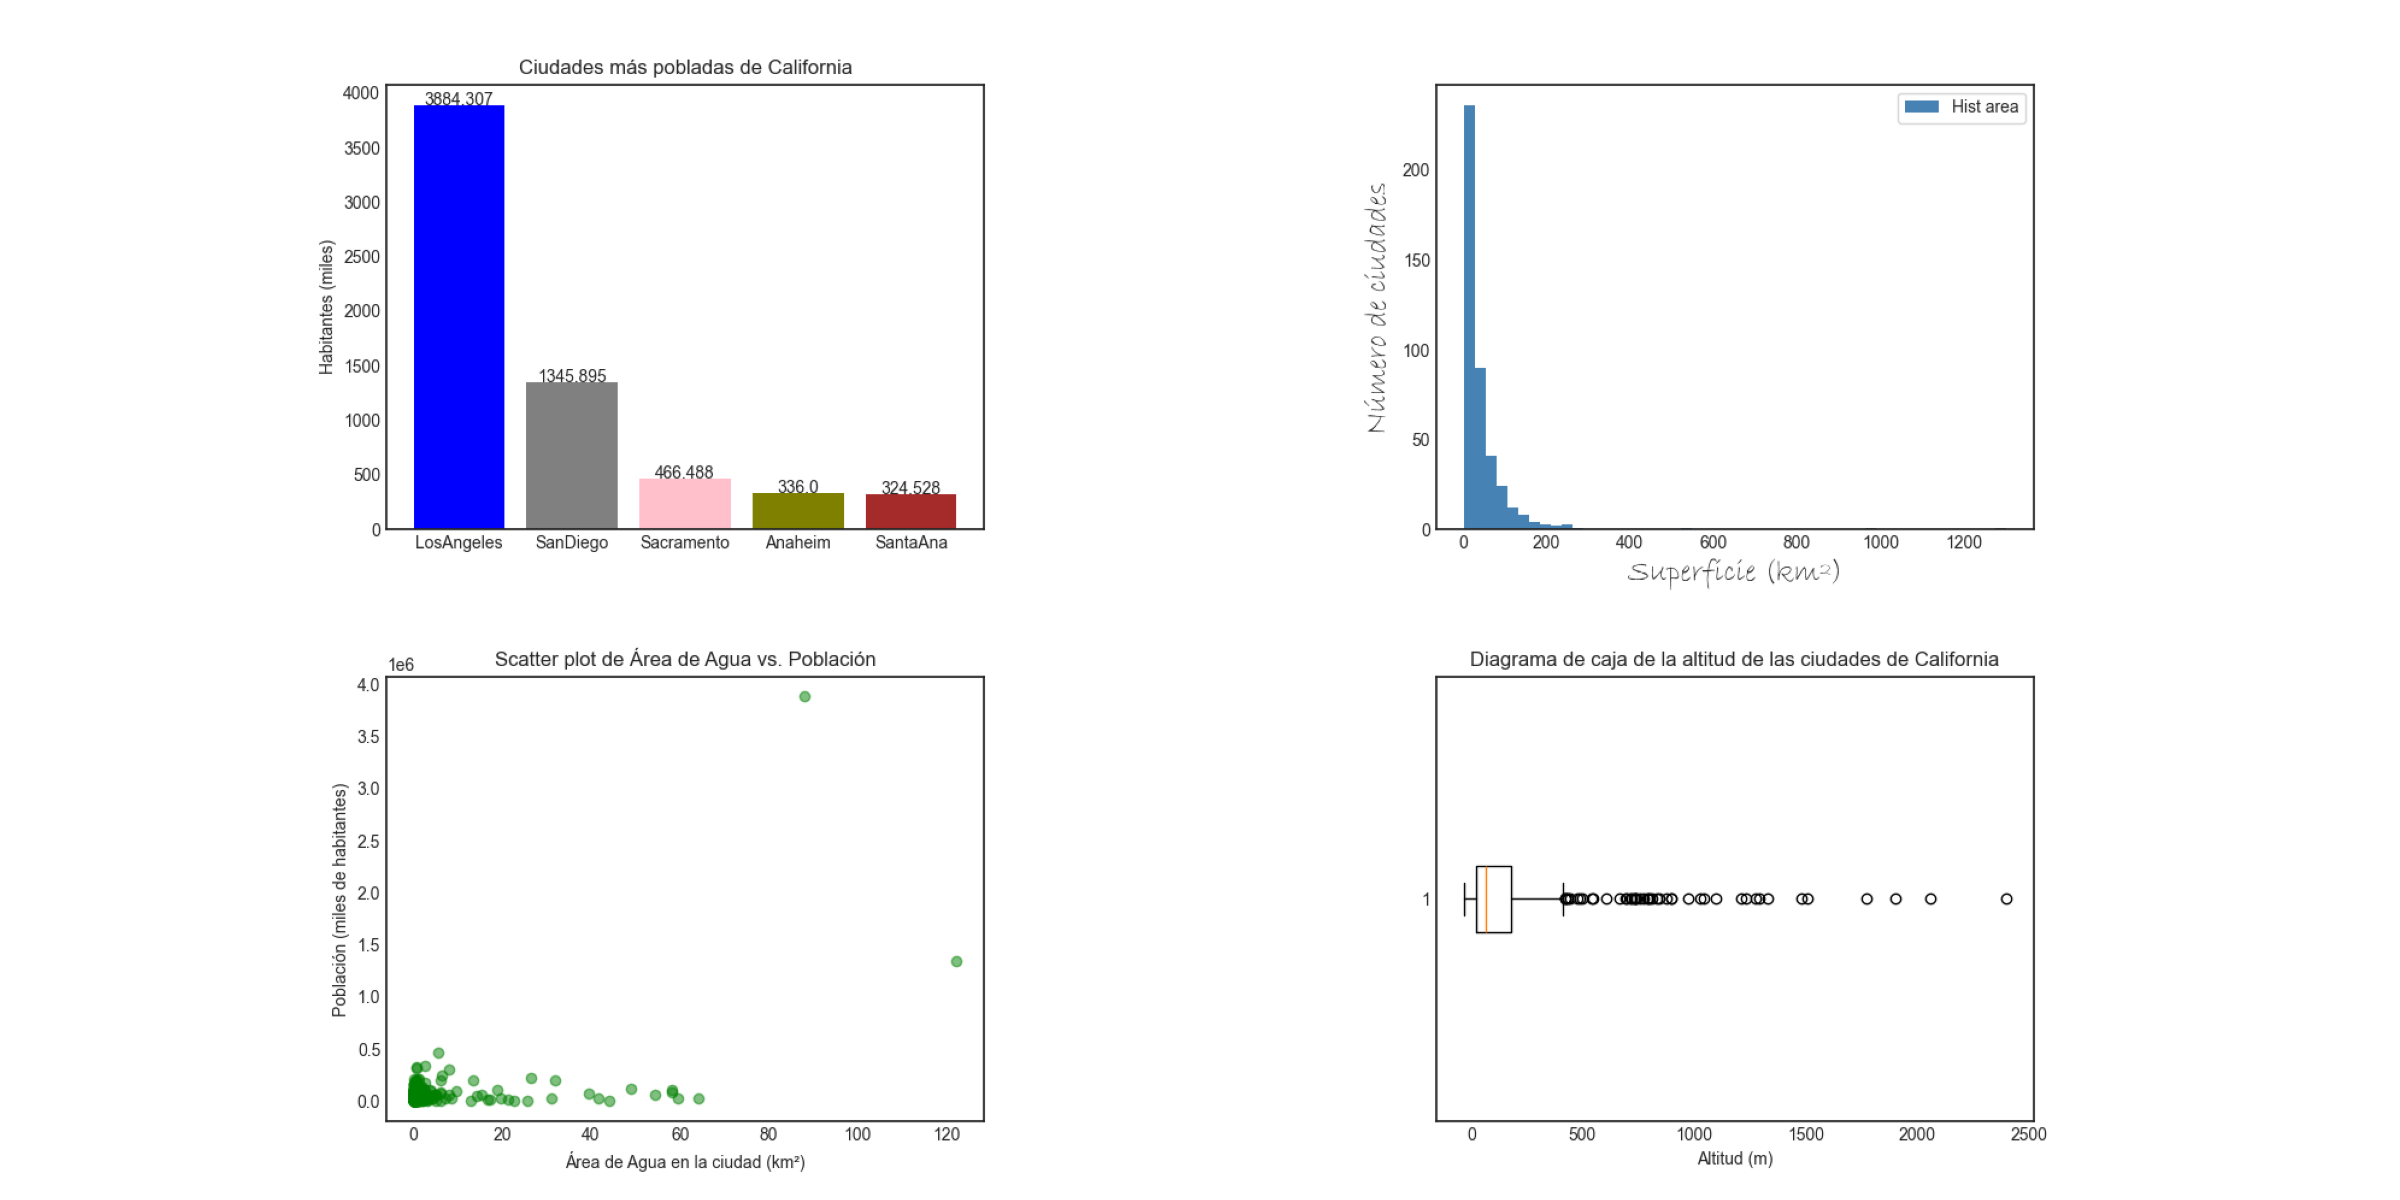 Ciudades más pobladas de California
Habitantes (miles)
4000
3500
3000
2500
2000
1500
1000
500
0
3884.307
1345.895
466.488
336.0
324.528
LosAngeles SanDiego Sacramento Anaheim SantaAna
Hist area
Número de ciudades
200
150
100
50
0
0 200 400 600 800 1000 1200
Superficie (km²)
Scatter plot de Área de Agua vs. Población
1e6
Población (miles de habitantes)
4.0
3.5
3.0
2.5
2.0
1.5
1.0
0.5
0.0
0 20 40 60 80 100 120
Área de Agua en la ciudad (km²)
Diagrama de caja de la altitud de las ciudades de California
1
0 500 1000 1500 2000 2500
Altitud (m)